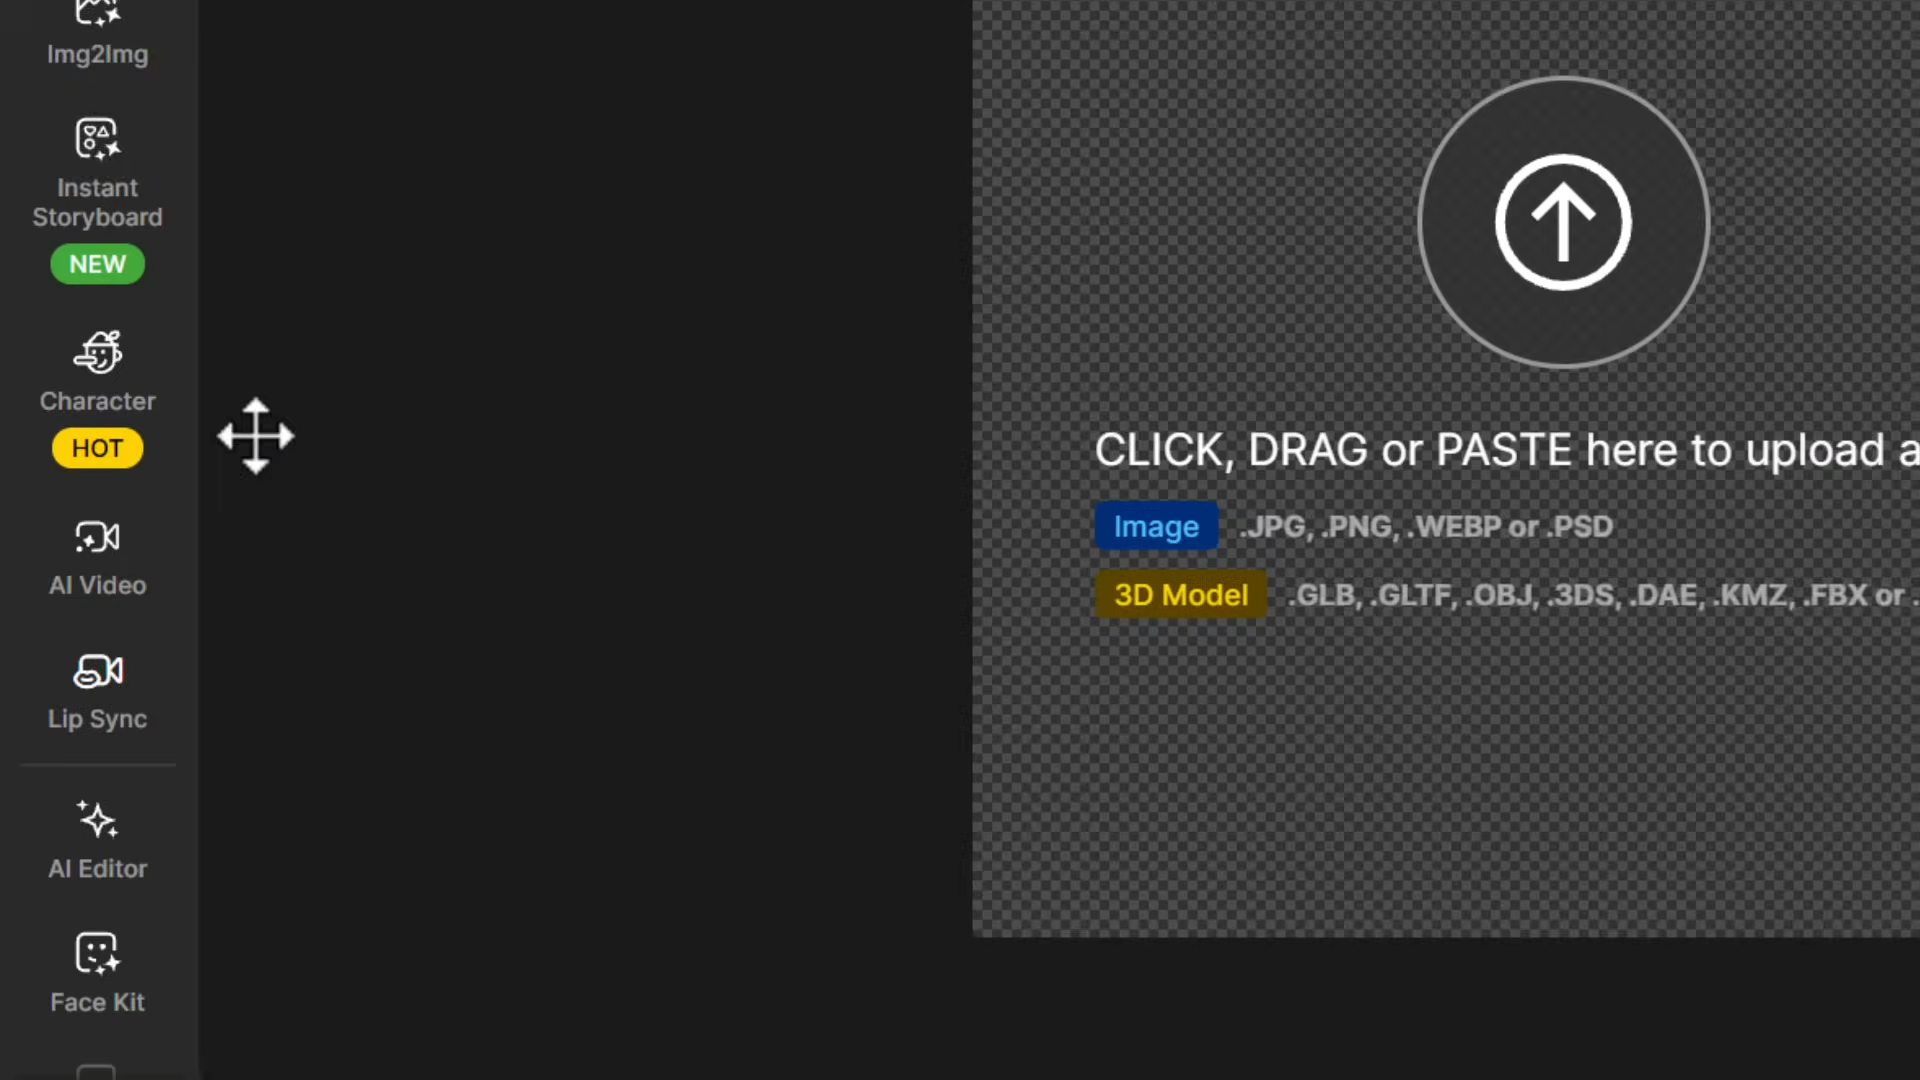 Img2Img
Instant
Storyboard
NEW
Character
HOT
AI Video
Lip Sync
AI Editor
Face Kit
CLICK, DRAG or PASTE here to upload a
Image .JPG, .PNG, .WEBP or .PSD
3D Model .GLB, .GLTF, .OBJ, .3DS, .DAE, .KMZ, .FBX or .